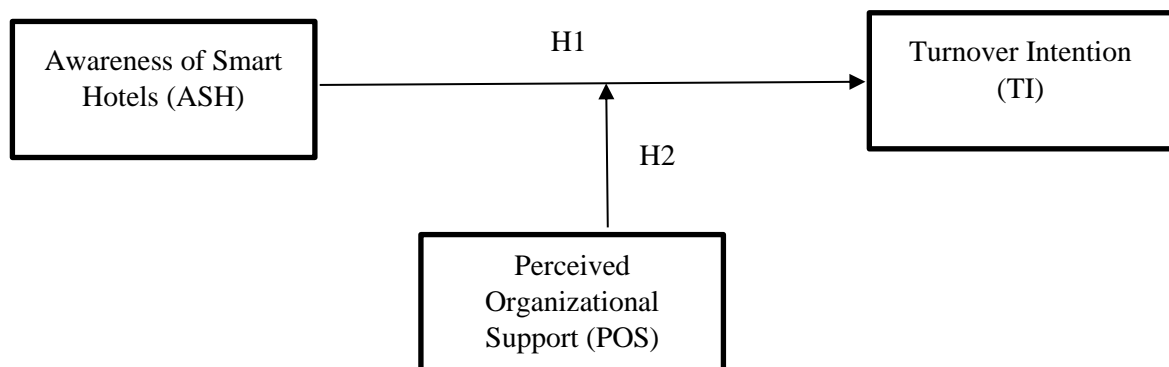 Awareness of Smart
Hotels (ASH)
H1
Turnover Intention
(TI)
H2
Perceived
Organizational
Support (POS)